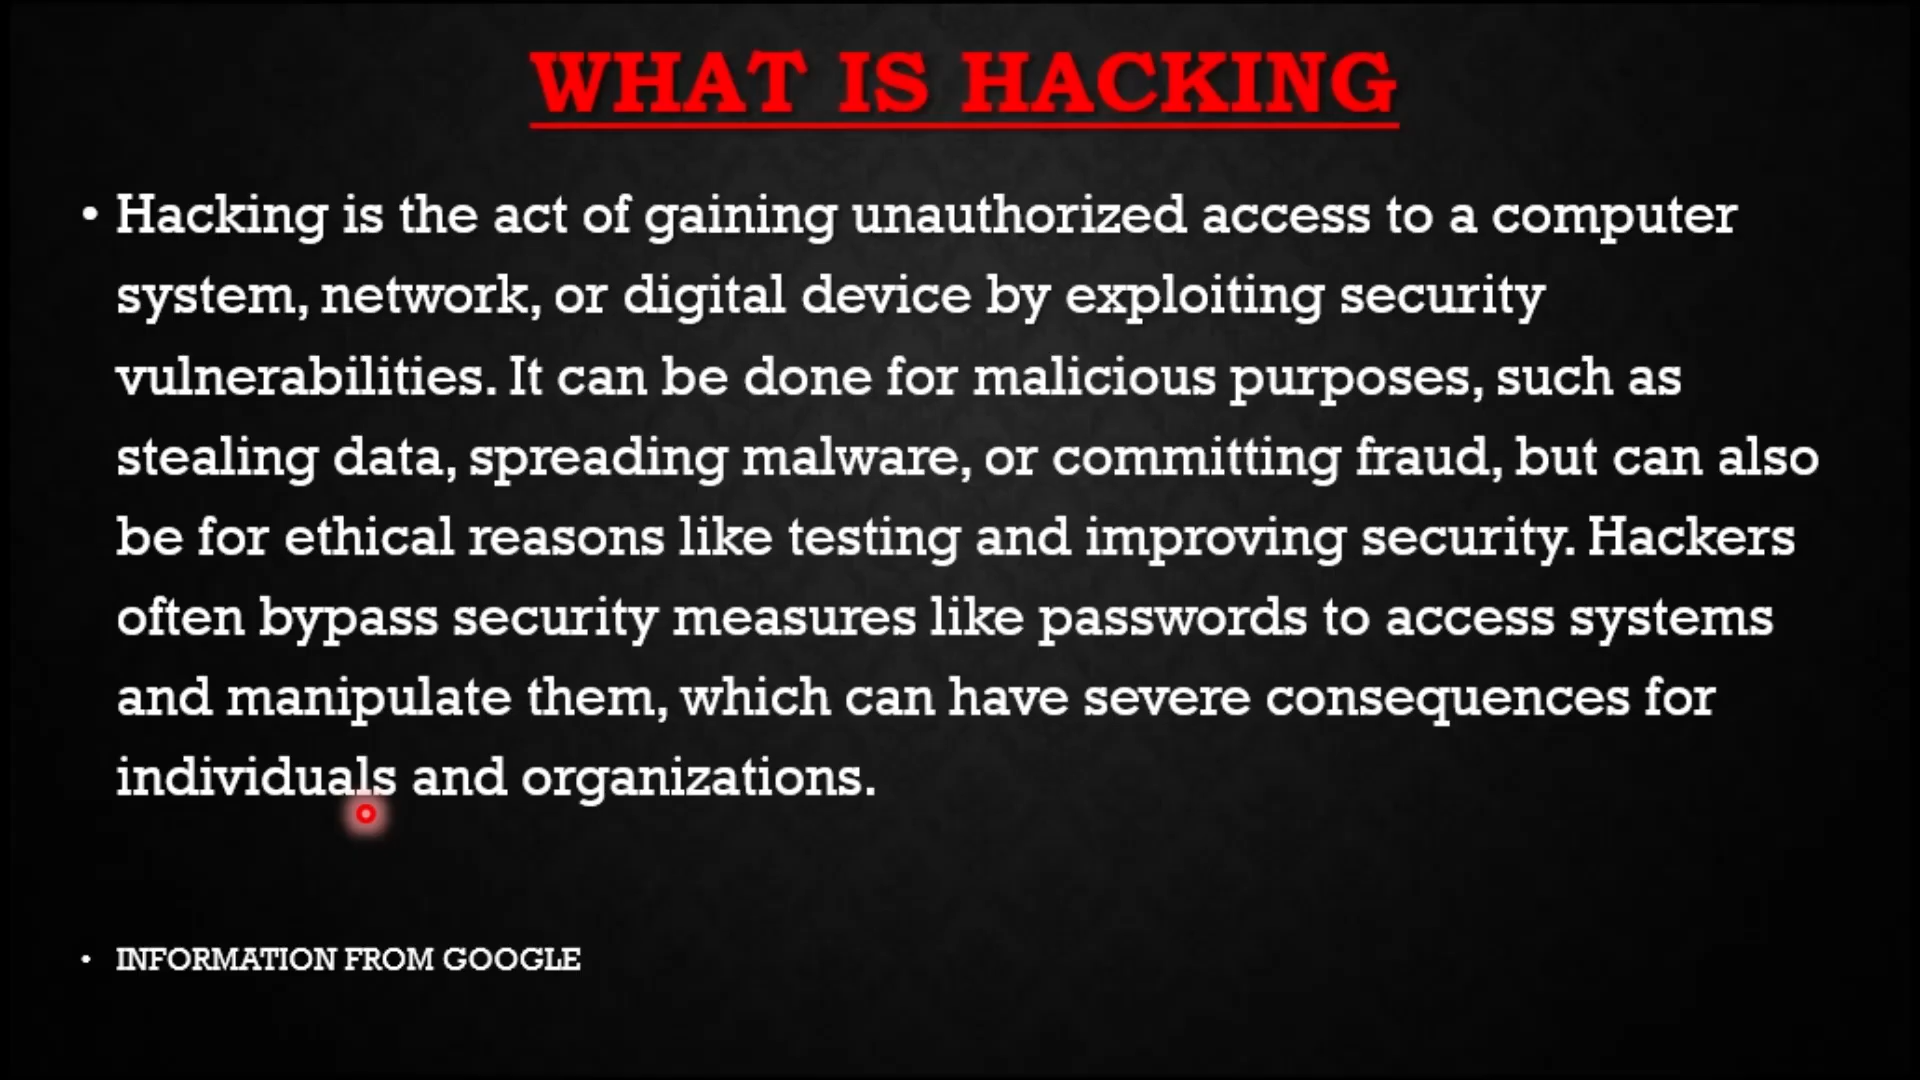 WHAT IS HACKING
• Hacking is the act of gaining unauthorized access to a computer
system, network, or digital device by exploiting security
vulnerabilities. It can be done for malicious purposes, such as
stealing data, spreading malware, or committing fraud, but can also
be for ethical reasons like testing and improving security. Hackers
often bypass security measures like passwords to access systems
and manipulate them, which can have severe consequences for
individuals and organizations.
• INFORMATION FROM GOOGLE